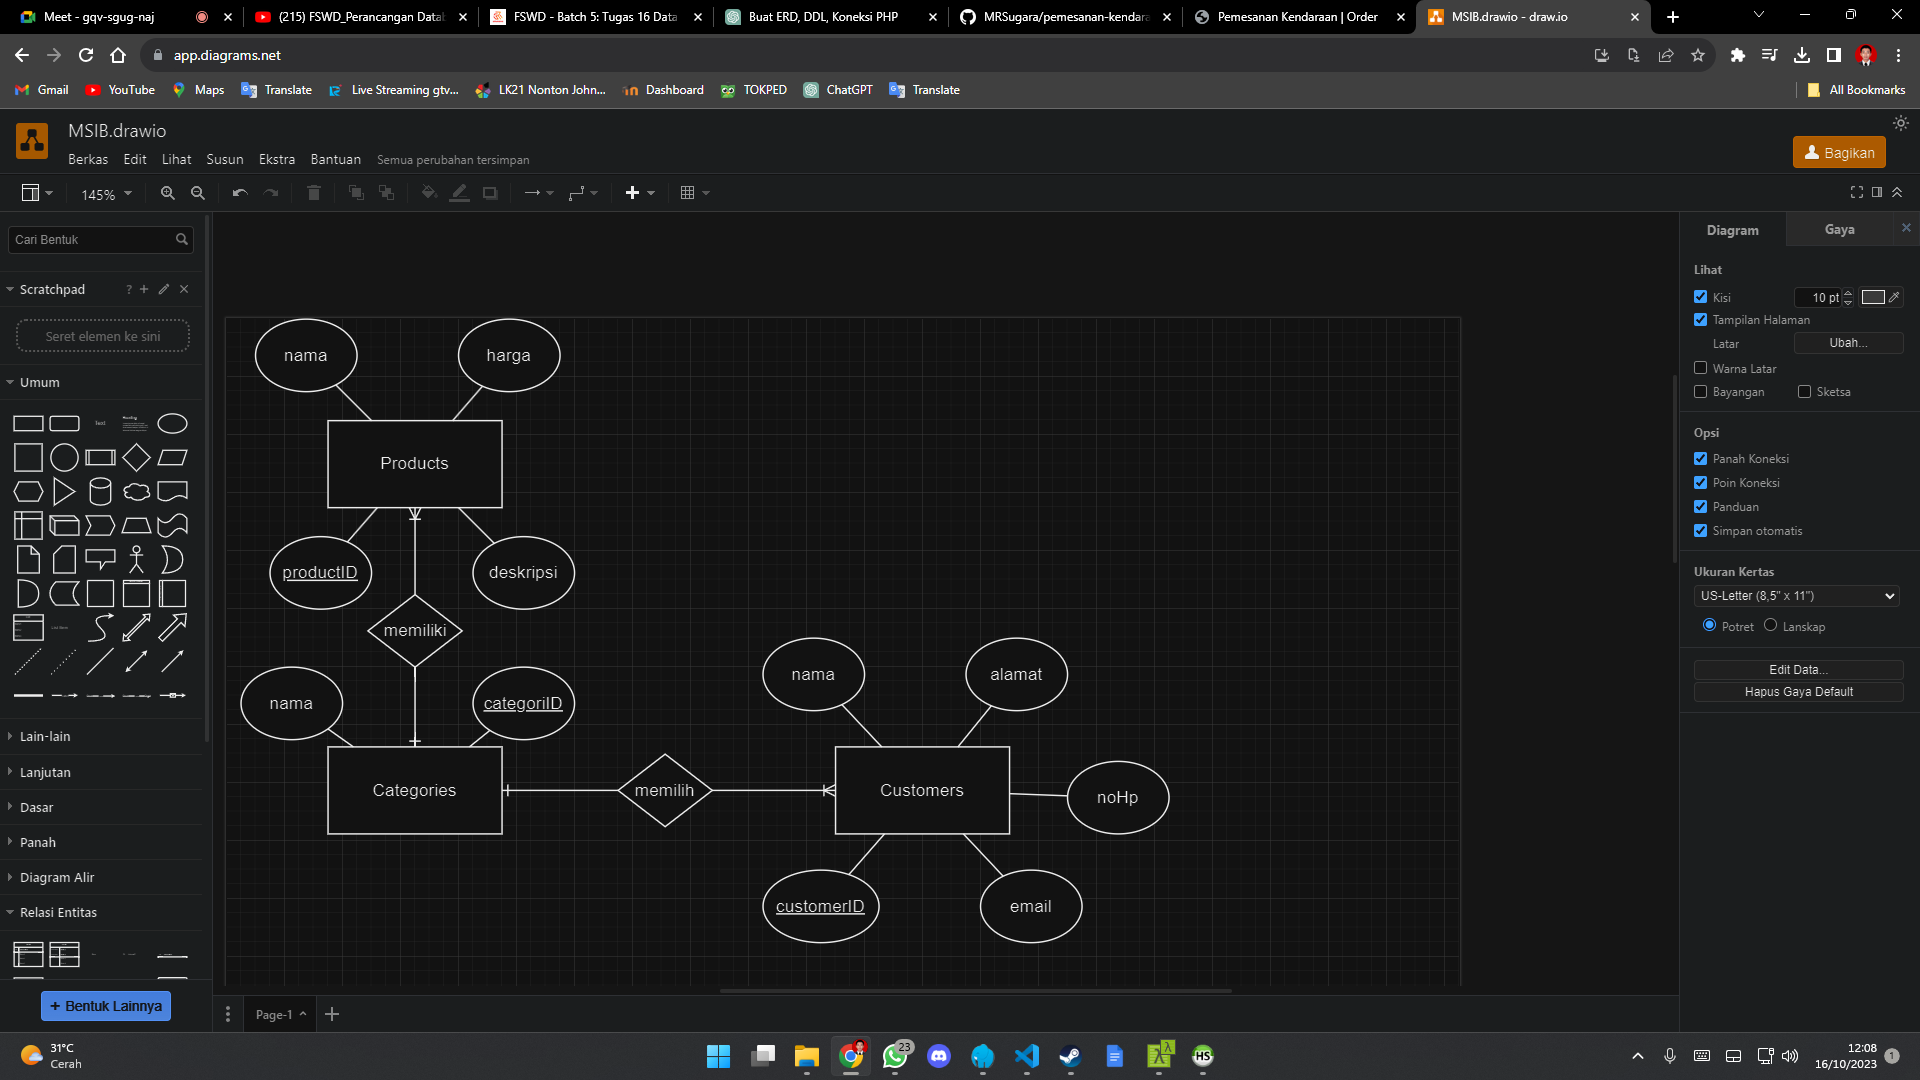 Meet - gqv-sgug-naj
(215) FSWD_Perancangan Datab
FSWD - Batch 5: Tugas 16 Data
Buat ERD, DDL, Koneksi PHP
MRSugara/pemesanan-kendara
Pemesanan Kendaraan | Order
MSIB.drawio - draw.io
app.diagrams.net
Gmail
YouTube
Maps
Translate
Live Streaming gtv...
LK21 Nonton John...
Dashboard
TOKPED
ChatGPT
Translate
All Bookmarks
MSIB.drawio
Berkas Edit Lihat Susun Ekstra Bantuan Semua perubahan tersimpan
Bagikan
145%
Cari Bentuk
Scratchpad
?
Seret elemen ke sini
Umum
Text
Heading
Lain-lain
Lanjutan
Dasar
Panah
Diagram Alir
Relasi Entitas
+ Bentuk Lainnya
nama
harga
Products
productID
deskripsi
memiliki
nama
categoriID
Categories
memilih
nama
alamat
Customers
noHp
customerID
email
Page-1
Diagram
Gaya
Lihat
Kisi
10 pt
Tampilan Halaman
Latar
Ubah...
Warna Latar
Bayangan
Sketsa
Opsi
Panah Koneksi
Poin Koneksi
Panduan
Simpan otomatis
Ukuran Kertas
US-Letter (8,5" x 11")
Potret
Lanskap
Edit Data...
Hapus Gaya Default
31°C
Cerah
23
HS
12:08
16/10/2023
1